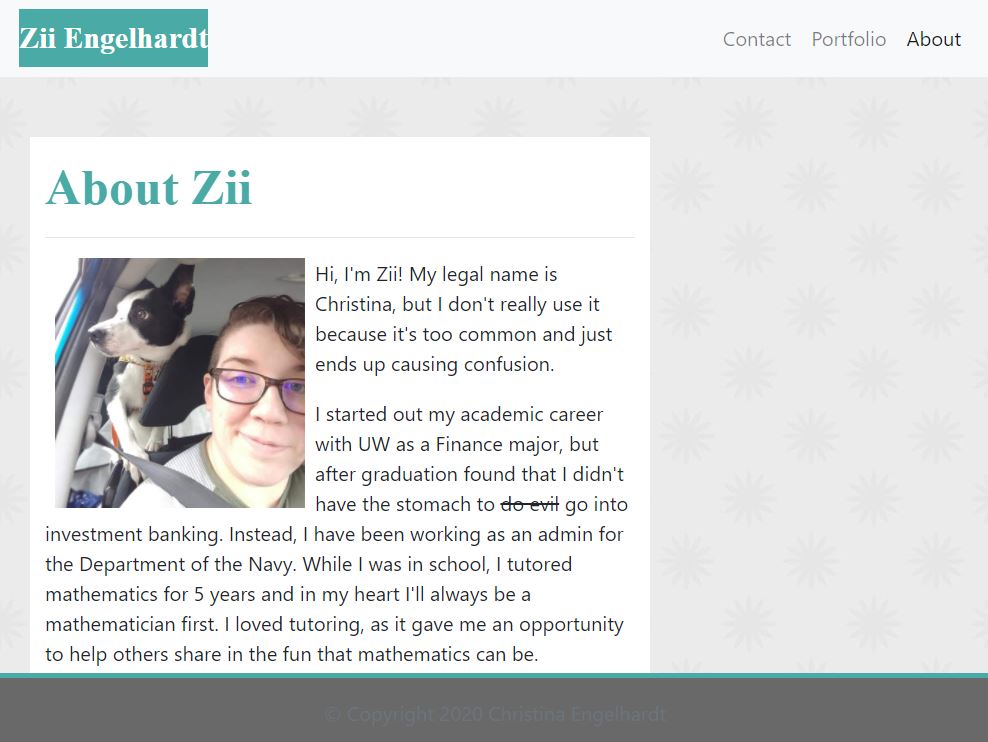 Zii Engelhardt
Contact Portfolio About
About Zii
Hi, I'm Zii! My legal name is
Christina, but I don't really use it
because it's too common and just
ends up causing confusion.
I started out my academic career
with UW as a Finance major, but
after graduation found that I didn't
have the stomach to do evil go into
investment banking. Instead, I have been working as an admin for
the Department of the Navy. While I was in school, I tutored
mathematics for 5 years and in my heart I'll always be a
mathematician first. I loved tutoring, as it gave me an opportunity
to help others share in the fun that mathematics can be.
© Copyright 2020 Christina Engelhardt